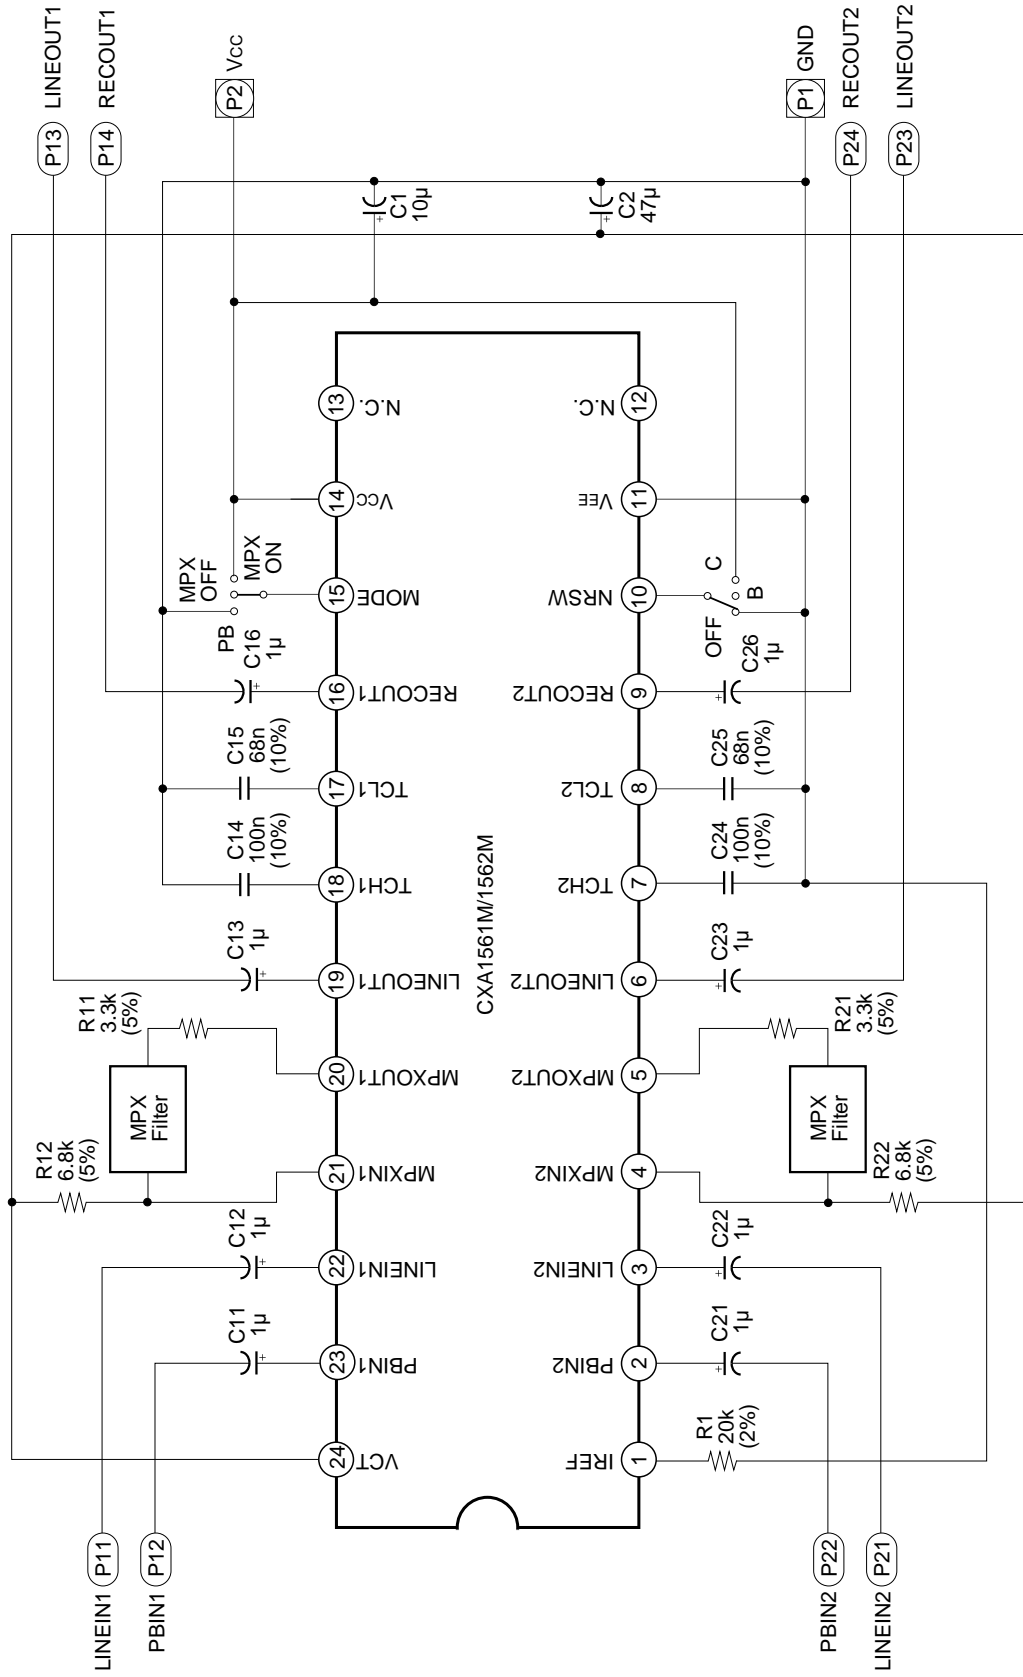 LINEIN1 P11
PBIN1 P12
LINEOUT1 P13
RECOUT1 P14
Vcc P2
R12
6.8k
(5%)
MPX
Filter
R11
3.3k
(5%)
C11
1µ
C12
1µ
C13
1µ
C14
100n
(10%)
C15
68n
(10%)
C16
1µ
PB
MPX
OFF
MPX
ON
C1
10µ
C2
47µ
24 VCT
23 PBIN1
22 LINEIN1
21 MPXIN1
20 MPXOUT1
19 LINEOUT1
18 TCH1
17 TCL1
16 RECOUT1
15 MODE
14 Vcc
13 N.C.
CXA1561M/1562M
1 IREF
2 PBIN2
3 LINEIN2
4 MPXIN2
5 MPXOUT2
6 LINEOUT2
7 TCH2
8 TCL2
9 RECOUT2
10 NRSW
11 VEE
12 N.C.
R1
20k
(2%)
C21
1µ
C22
1µ
C23
1µ
C24
100n
(10%)
C25
68n
(10%)
C26
1µ
OFF
B
C
MPX
Filter
R22
6.8k
(5%)
R21
3.3k
(5%)
P1 GND
P24 RECOUT2
P23 LINEOUT2
PBIN2 P22
LINEIN2 P21